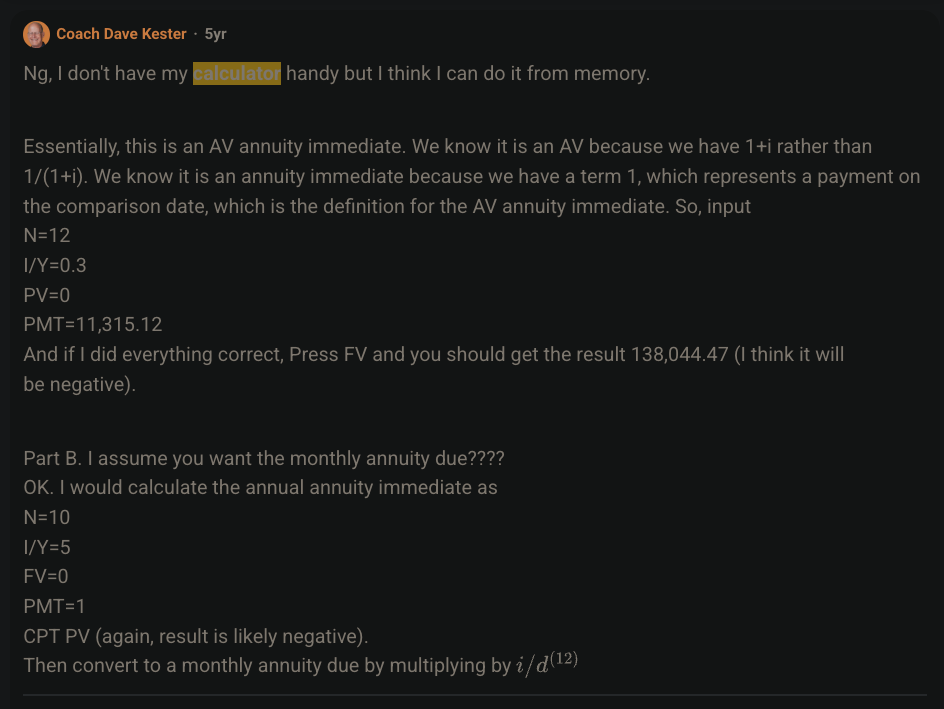 Coach Dave Kester · 5yr
Ng, I don't have my calculator handy but I think I can do it from memory.
Essentially, this is an AV annuity immediate. We know it is an AV because we have 1+i rather than
1/(1+i). We know it is an annuity immediate because we have a term 1, which represents a payment on
the comparison date, which is the definition for the AV annuity immediate. So, input
N=12
I/Y=0.3
PV=0
PMT=11,315.12
And if I did everything correct, Press FV and you should get the result 138,044.47 (I think it will
be negative).
Part B. I assume you want the monthly annuity due????
OK. I would calculate the annual annuity immediate as
N=10
I/Y=5
FV=0
PMT=1
CPT PV (again, result is likely negative).
Then convert to a monthly annuity due by multiplying by i/d^(12)